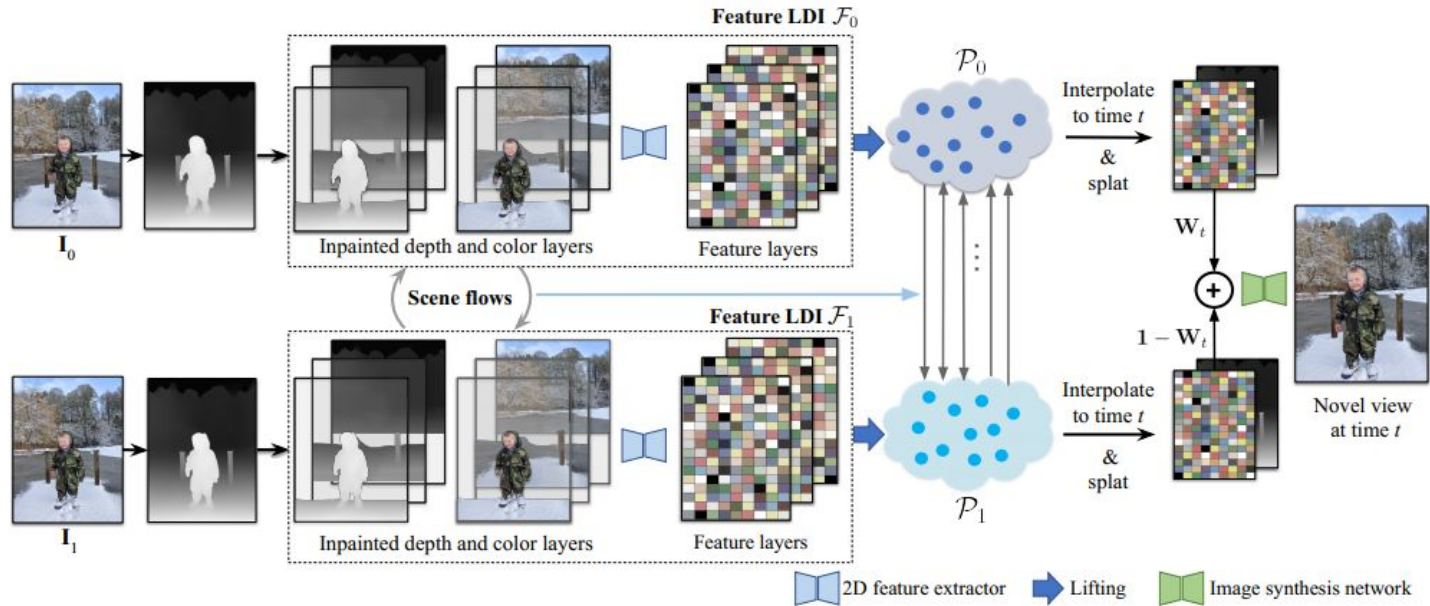 Feature LDI 𝓕₀
I₀
Inpainted depth and color layers
Feature layers
𝒫₀
Interpolate
to time t
&
splat
W_t
Scene flows
⋮
+
Novel view
at time t
1 − W_t
Feature LDI 𝓕₁
I₁
Inpainted depth and color layers
Feature layers
𝒫₁
Interpolate
to time t
&
splat
2D feature extractor
Lifting
Image synthesis network